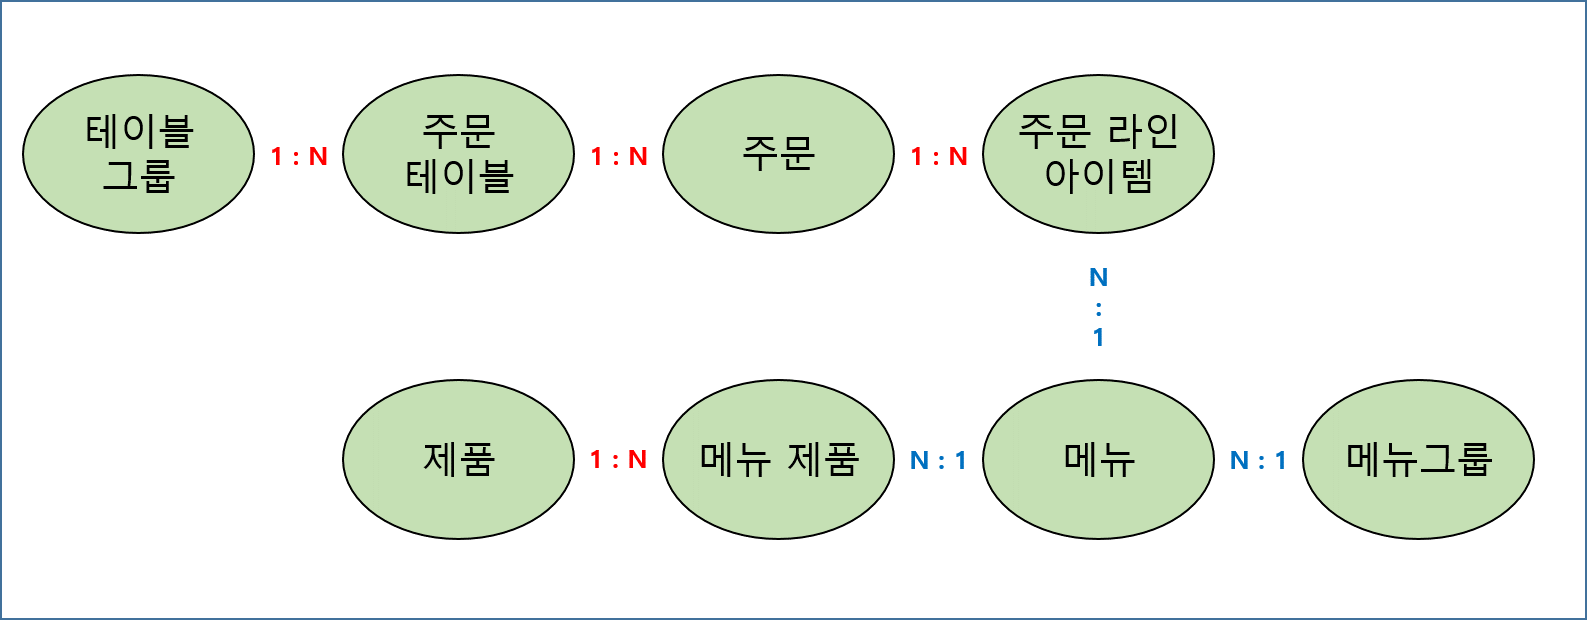 테이블
그룹
1 : N
주문
테이블
1 : N
주문
1 : N
주문 라인
아이템
N
:
1
제품
1 : N
메뉴 제품
N : 1
메뉴
N : 1
메뉴그룹